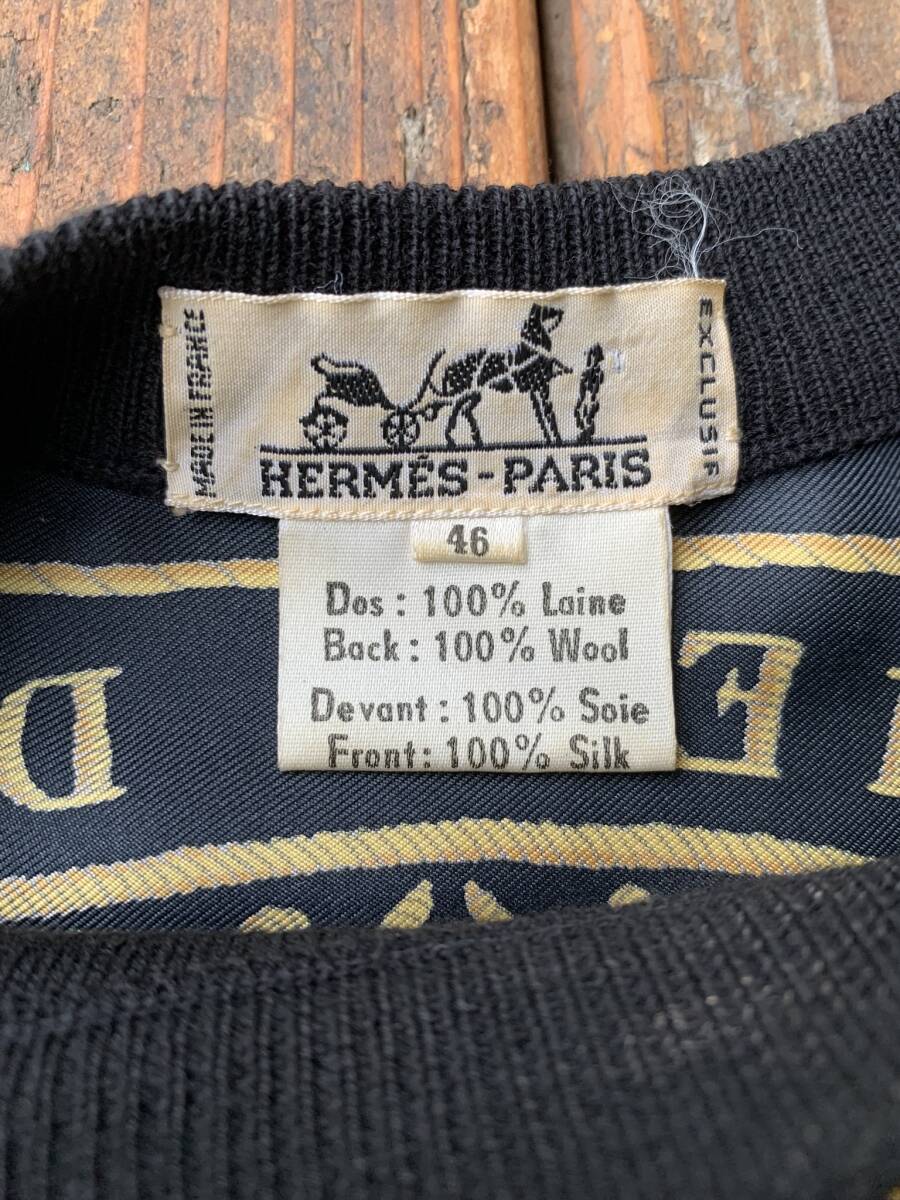 MADE IN FRANCE
HERMÈS-PARIS
EXCLUSIF
46
Dos : 100% Laine
Back : 100% Wool
Devant : 100% Soie
Front : 100% Silk
D
E